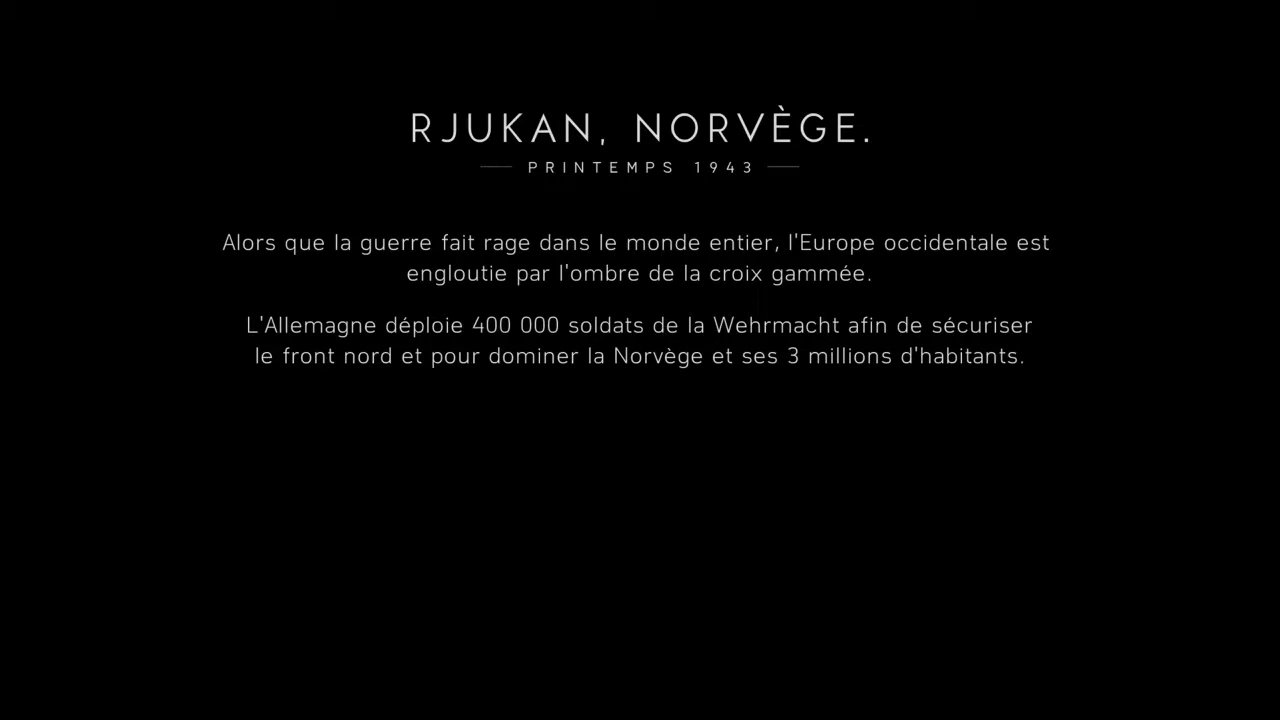 RJUKAN, NORVÈGE.
PRINTEMPS 1943
Alors que la guerre fait rage dans le monde entier, l'Europe occidentale est
engloutie par l'ombre de la croix gammée.
L'Allemagne déploie 400 000 soldats de la Wehrmacht afin de sécuriser
le front nord et pour dominer la Norvège et ses 3 millions d'habitants.